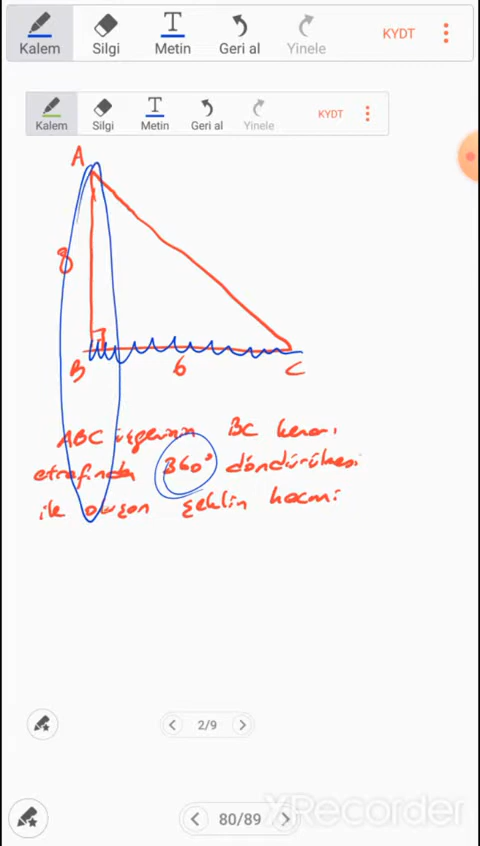 Kalem Silgi Metin Geri al Yinele KYDT
Kalem Silgi Metin Geri al Yinele KYDT
A
8
B 6 C
ABC üçgeninin BC kenarı
etrafında 360° döndürülmesi
ile oluşan şeklin hacmi
2/9
XRecorder
80/89